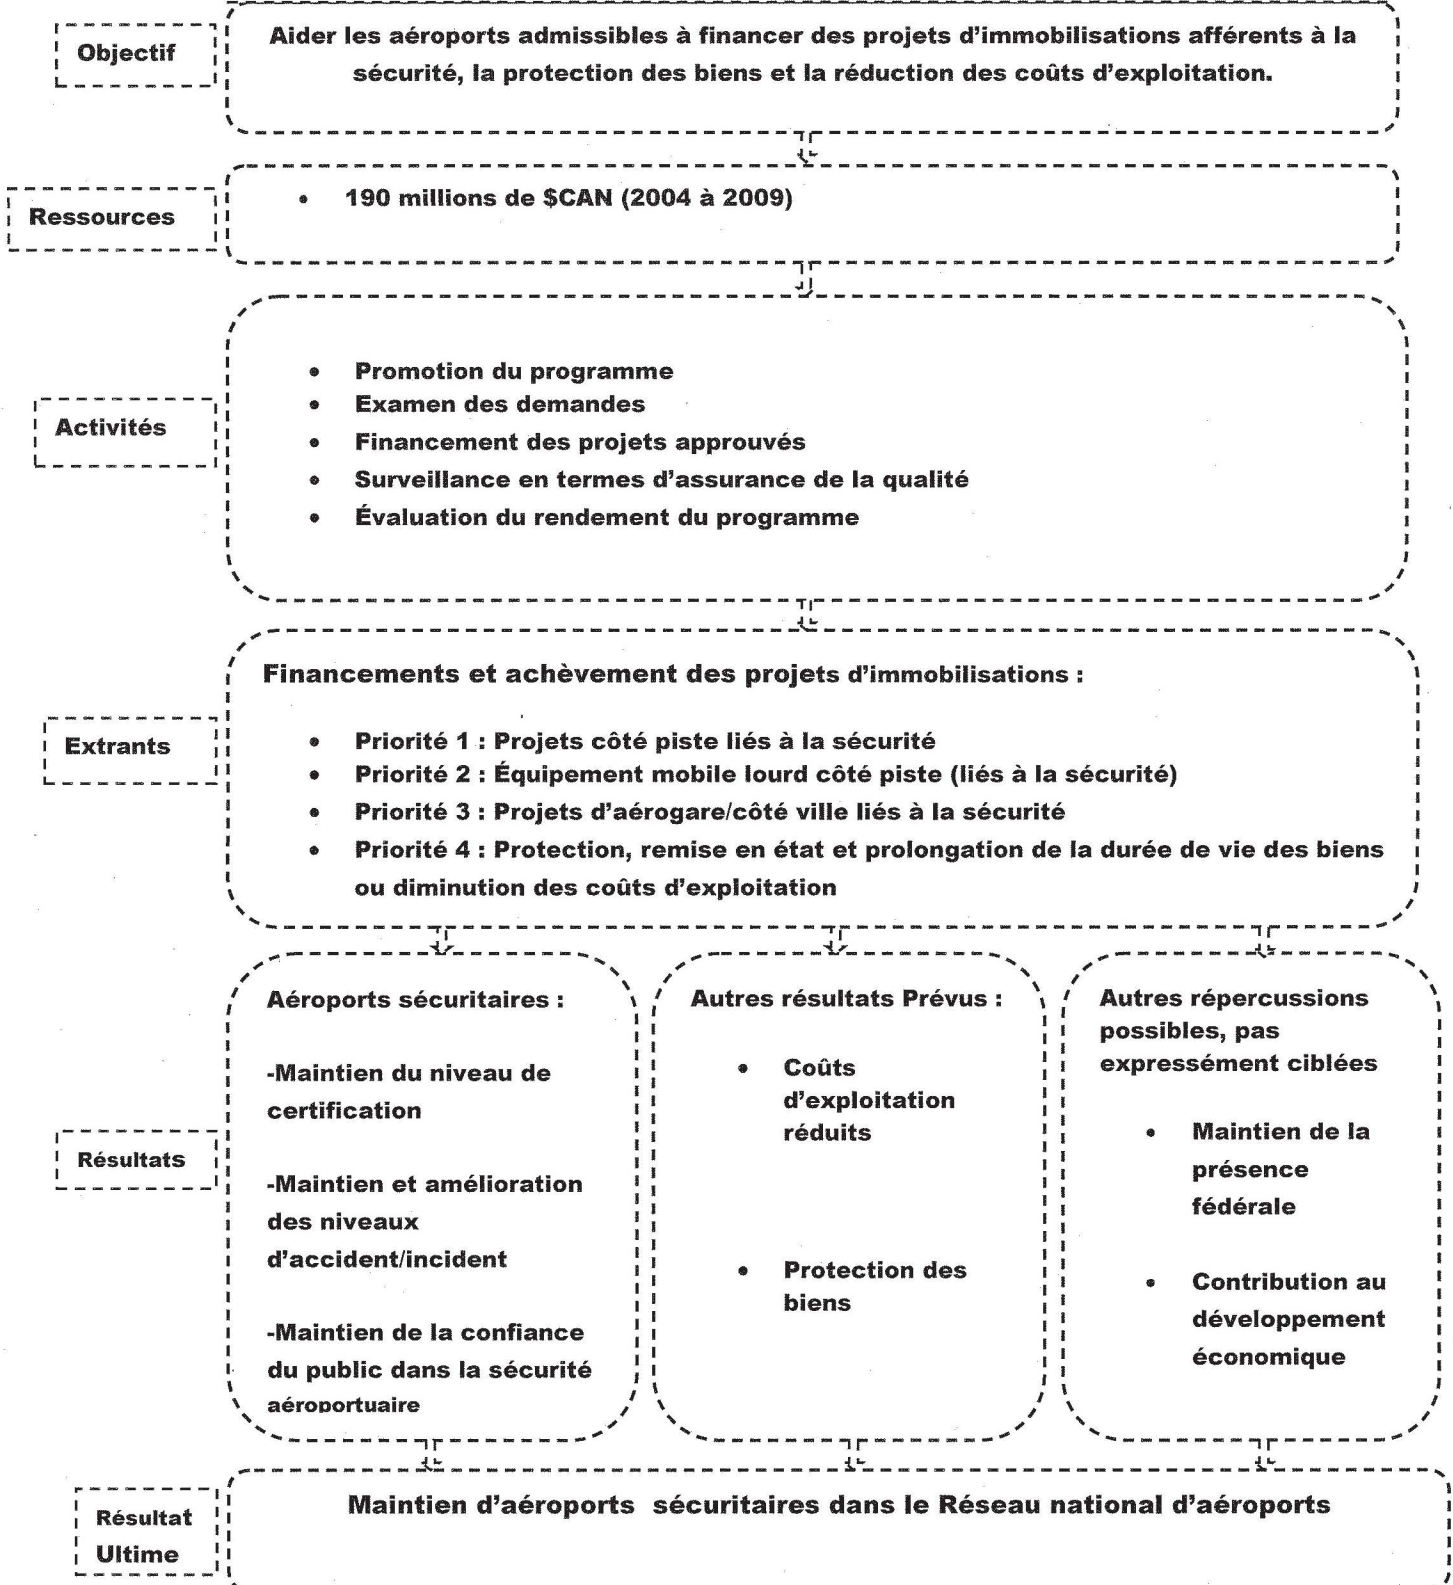 Objectif
Aider les aéroports admissibles à financer des projets d'immobilisations afférents à la
sécurité, la protection des biens et la réduction des coûts d'exploitation.
Ressources
• 190 millions de $CAN (2004 à 2009)
Activités
• Promotion du programme
• Examen des demandes
• Financement des projets approuvés
• Surveillance en termes d'assurance de la qualité
• Évaluation du rendement du programme
Extrants
Financements et achèvement des projets d'immobilisations :
• Priorité 1 : Projets côté piste liés à la sécurité
• Priorité 2 : Équipement mobile lourd côté piste (liés à la sécurité)
• Priorité 3 : Projets d'aérogare/côté ville liés à la sécurité
• Priorité 4 : Protection, remise en état et prolongation de la durée de vie des biens
ou diminution des coûts d'exploitation
Résultats
Aéroports sécuritaires :
-Maintien du niveau de
certification
-Maintien et amélioration
des niveaux
d'accident/incident
-Maintien de la confiance
du public dans la sécurité
aéroportuaire
Autres résultats Prévus :
• Coûts
d'exploitation
réduits
• Protection des
biens
Autres répercussions
possibles, pas
expressément ciblées
• Maintien de la
présence
fédérale
• Contribution au
développement
économique
Résultat
Ultime
Maintien d'aéroports sécuritaires dans le Réseau national d'aéroports